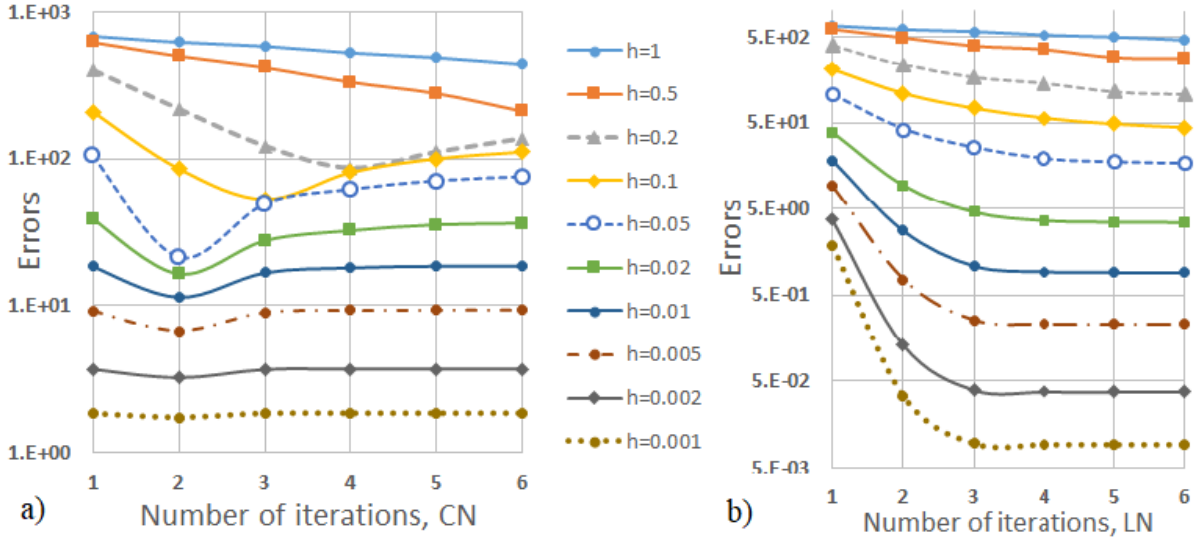 1.E+03
1.E+02
1.E+01
1.E+00
Errors
1 2 3 4 5 6
Number of iterations, CN
a)
h=1
h=0.5
h=0.2
h=0.1
h=0.05
h=0.02
h=0.01
h=0.005
h=0.002
h=0.001
5.E+02
5.E+01
5.E+00
5.E-01
5.E-02
5.E-03
Errors
1 2 3 4 5 6
Number of iterations, LN
b)